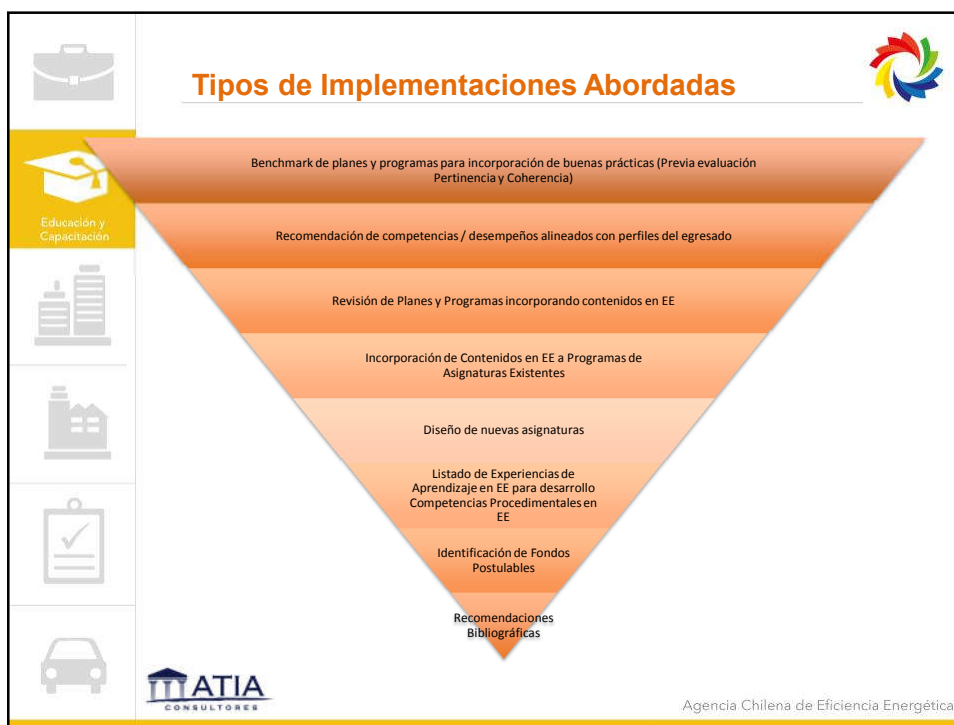 Tipos de Implementaciones Abordadas
Benchmark de planes y programas para incorporación de buenas prácticas (Previa evaluación
Pertinencia y Coherencia)
Educación y
Capacitación
Recomendación de competencias / desempeños alineados con perfiles del egresado
Revisión de Planes y Programas incorporando contenidos en EE
Incorporación de Contenidos en EE a Programas de
Asignaturas Existentes
Diseño de nuevas asignaturas
Listado de Experiencias de
Aprendizaje en EE para desarrollo
Competencias Procedimentales en
EE
Identificación de Fondos
Postulables
Recomendaciones
Bibliográficas
ATIA
CONSULTORES
Agencia Chilena de Eficiencia Energética